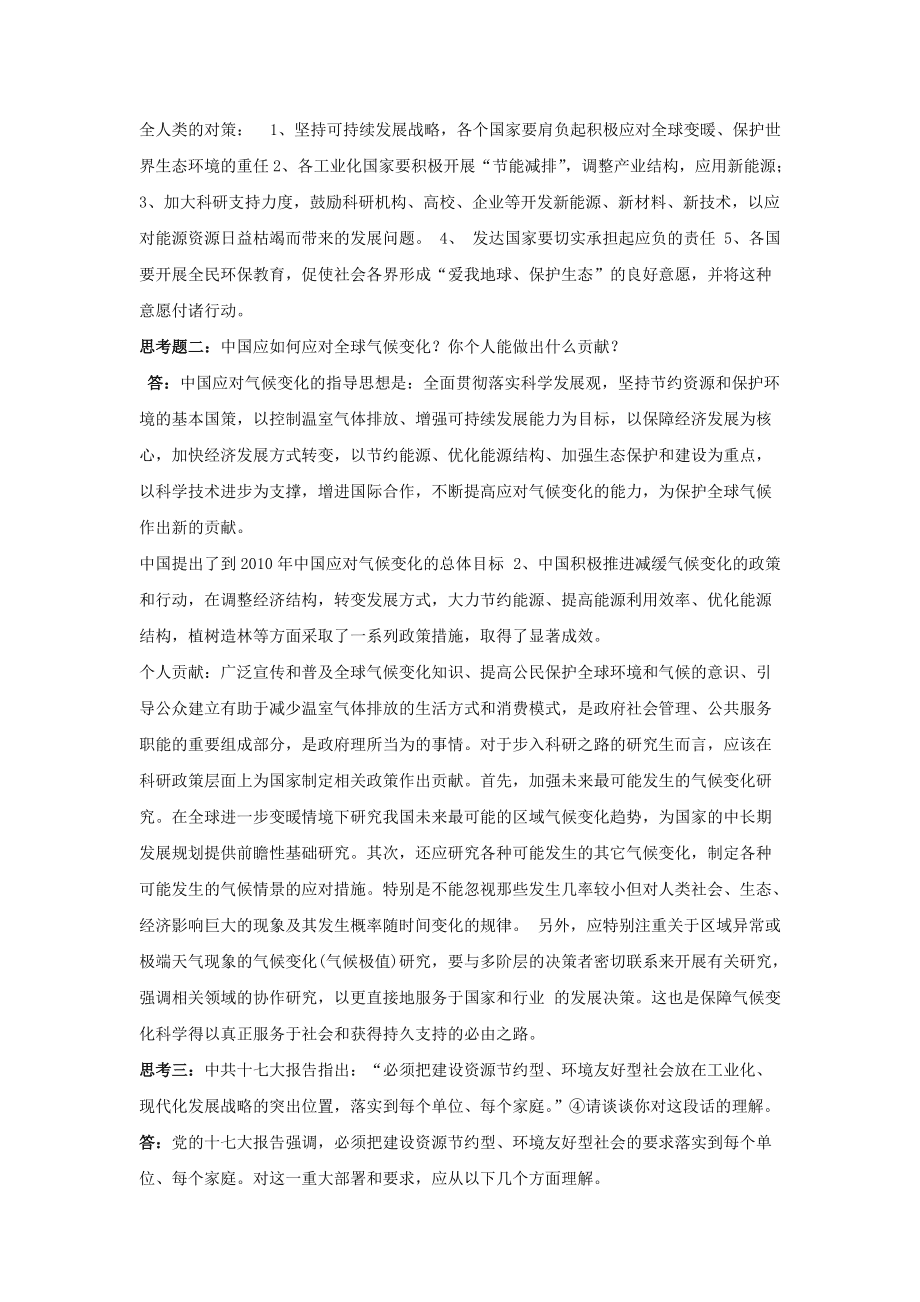 全人类的对策：  1、坚持可持续发展战略，各个国家要肩负起积极应对全球变暖、保护世
界生态环境的重任 2、各工业化国家要积极开展“节能减排”，调整产业结构，应用新能源；
3、加大科研支持力度，鼓励科研机构、高校、企业等开发新能源、新材料、新技术，以应
对能源资源日益枯竭而带来的发展问题。 4、 发达国家要切实承担起应负的责任 5、各国
要开展全民环保教育，促使社会各界形成“爱我地球、保护生态”的良好意愿，并将这种
意愿付诸行动。
思考题二：中国应如何应对全球气候变化？你个人能做出什么贡献？
答：中国应对气候变化的指导思想是：全面贯彻落实科学发展观，坚持节约资源和保护环
境的基本国策，以控制温室气体排放、增强可持续发展能力为目标，以保障经济发展为核
心，加快经济发展方式转变，以节约能源、优化能源结构、加强生态保护和建设为重点，
以科学技术进步为支撑，增进国际合作，不断提高应对气候变化的能力，为保护全球气候
作出新的贡献。
中国提出了到 2010 年中国应对气候变化的总体目标 2、中国积极推进减缓气候变化的政策
和行动，在调整经济结构，转变发展方式，大力节约能源、提高能源利用效率、优化能源
结构，植树造林等方面采取了一系列政策措施，取得了显著成效。
个人贡献：广泛宣传和普及全球气候变化知识、提高公民保护全球环境和气候的意识、引
导公众建立有助于减少温室气体排放的生活方式和消费模式，是政府社会管理、公共服务
职能的重要组成部分，是政府理所当为的事情。对于步入科研之路的研究生而言，应该在
科研政策层面上为国家制定相关政策作出贡献。首先，加强未来最可能发生的气候变化研
究。在全球进一步变暖情境下研究我国未来最可能的区域气候变化趋势，为国家的中长期
发展规划提供前瞻性基础研究。其次，还应研究各种可能发生的其它气候变化，制定各种
可能发生的气候情景的应对措施。特别是不能忽视那些发生几率较小但对人类社会、生态、
经济影响巨大的现象及其发生概率随时间变化的规律。 另外，应特别注重关于区域异常或
极端天气现象的气候变化(气候极值)研究，要与多阶层的决策者密切联系来开展有关研究，
强调相关领域的协作研究，以更直接地服务于国家和行业 的发展决策。这也是保障气候变
化科学得以真正服务于社会和获得持久支持的必由之路。
思考三：中共十七大报告指出：“必须把建设资源节约型、环境友好型社会放在工业化、
现代化发展战略的突出位置，落实到每个单位、每个家庭。”④请谈谈你对这段话的理解。
答：党的十七大报告强调，必须把建设资源节约型、环境友好型社会的要求落实到每个单
位、每个家庭。对这一重大部署和要求，应从以下几个方面理解。